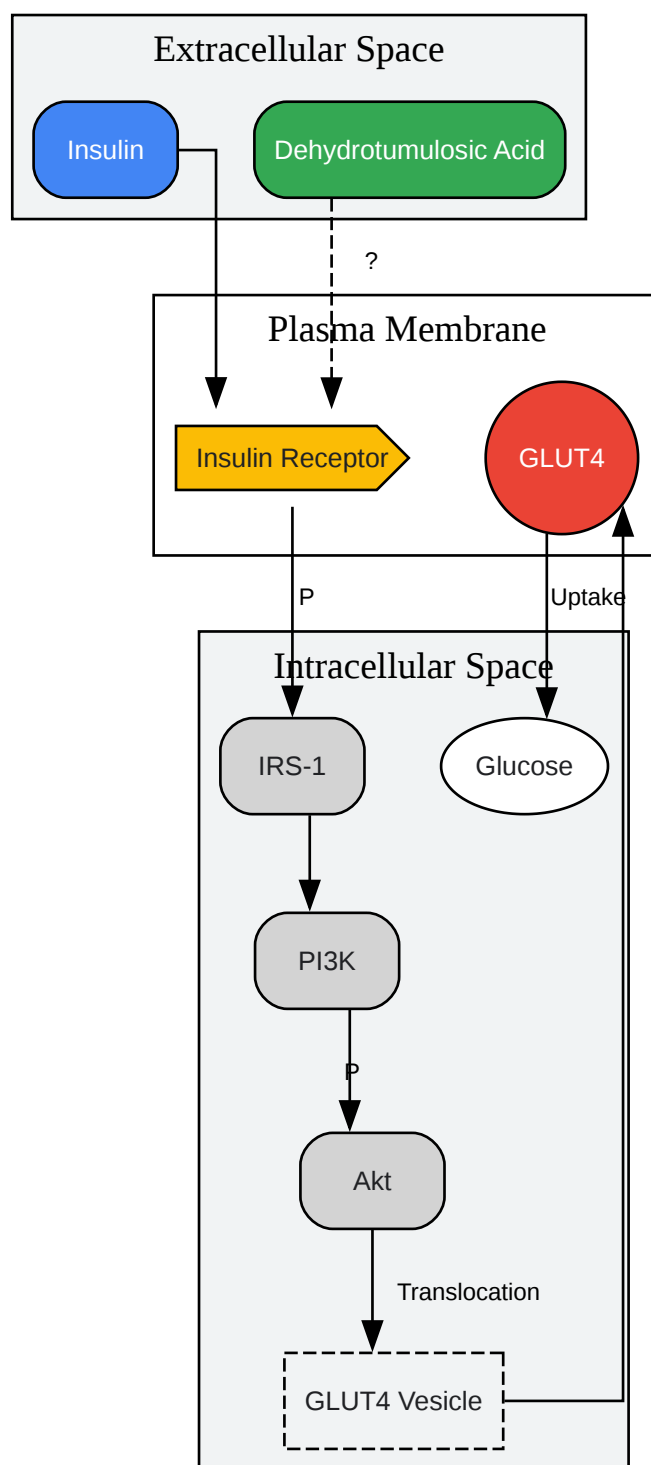 Extracellular Space
Insulin
Dehydrotumulosic Acid
?
Plasma Membrane
Insulin Receptor
GLUT4
P
Uptake
Intracellular Space
IRS-1
Glucose
PI3K
P
Akt
Translocation
GLUT4 Vesicle